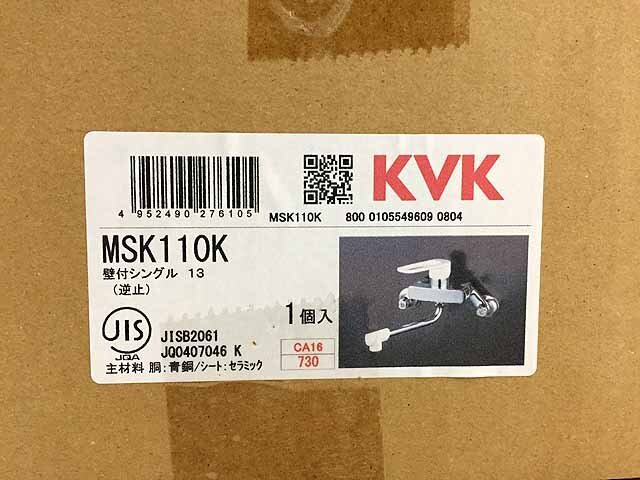 KVK
4 952490 276105
MSK110K 800 0105549609 0804
MSK110K
壁付シングル 13
(逆止)
1個入
JIS
JQA
JISB2061
JQ0407046 K
CA16
730
主材料 胴:青銅/シート:セラミック